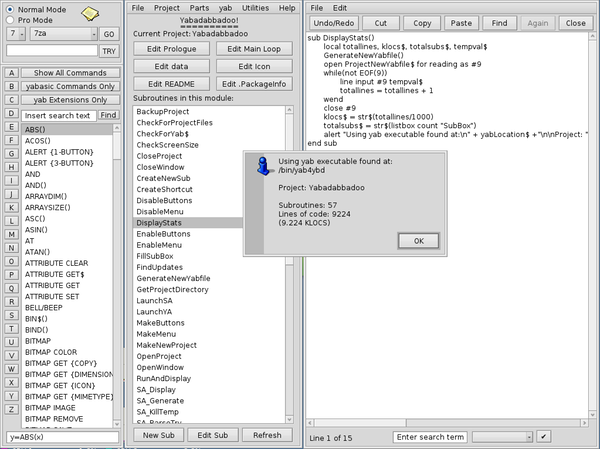 Normal Mode
Pro Mode
7
7za
GO
TRY
A
Show All Commands
B
yabasic Commands Only
C
yab Extensions Only
D
Insert search text
Find
E
F
G
H
I
J
K
L
M
N
O
P
Q
R
S
T
U
V
W
X
Y
Z
ABS()
ACOS()
ALERT {1-BUTTON}
ALERT {3-BUTTON}
AND
AND()
ARRAYDIM()
ARRAYSIZE()
ASC()
ASIN()
AT
ATAN()
ATTRIBUTE CLEAR
ATTRIBUTE GET$
ATTRIBUTE GET
ATTRIBUTE SET
BELL/BEEP
BIN$()
BIND()
BITMAP
BITMAP COLOR
BITMAP GET {COPY}
BITMAP GET {DIMENSION
BITMAP GET {ICON}
BITMAP GET {MIMETYPE}
BITMAP IMAGE
BITMAP REMOVE
y=ABS(x)
File Project Parts yab Utilities Help
Yabadabbadoo!
==============
Current Project: Yabadabbadoo
Edit Prologue
Edit Main Loop
Edit data
Edit Icon
Edit README
Edit .PackageInfo
Subroutines in this module:
BackupProject
CheckForProjectFiles
CheckForYab$
CheckScreenSize
CloseProject
CloseWindow
CreateNewSub
CreateShortcut
DisableButtons
DisableMenu
DisplayStats
EnableButtons
EnableMenu
FillSubBox
FindUpdates
GenerateNewYabfile
GetProjectDirectory
LaunchSA
LaunchYA
MakeButtons
MakeMenu
MakeNewProject
OpenProject
OpenWindow
RunAndDisplay
SA_Display
SA_Generate
SA_KillTemp
SA_ParseTry
New Sub
Edit Sub
Refresh
File Edit
Undo/Redo
Cut
Copy
Paste
Find
Again
Close
sub DisplayStats()
local totallines, klocs$, totalsubs$, tempval$
GenerateNewYabfile()
open ProjectNewYabfile$ for reading as #9
while(not EOF(9))
line input #9 tempval$
totallines = totallines + 1
wend
close #9
klocs$ = str$(totallines/1000)
totalsubs$ = str$(listbox count "SubBox")
alert "Using yab executable found at:\n" + yabLocation$ +"\n\nProject: "
end sub
Using yab executable found at:
/bin/yab4ybd
Project: Yabadabbadoo
Subroutines: 57
Lines of code: 9224
(9.224 KLOCS)
OK
Line 1 of 15
Enter search term